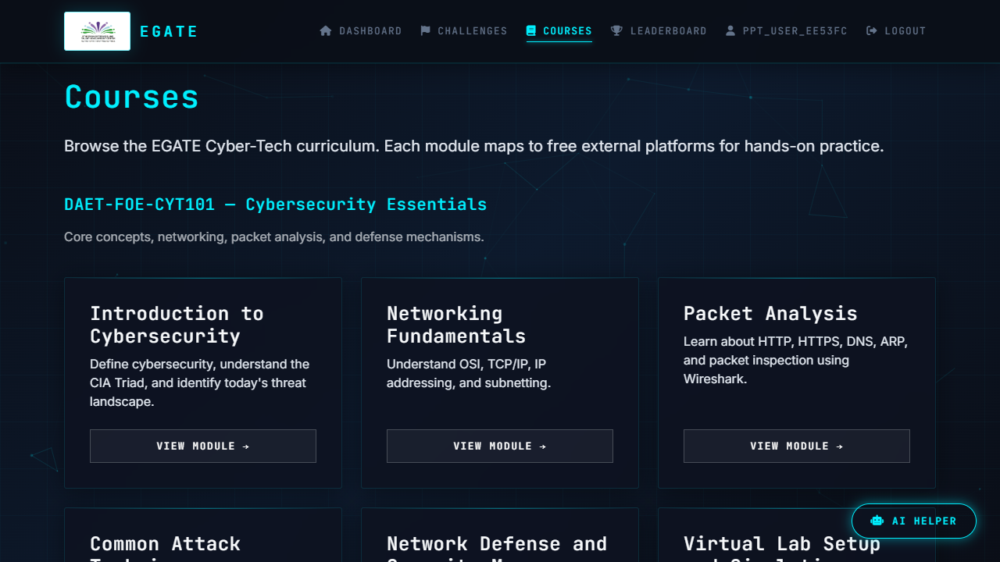 EGATE
DASHBOARD
CHALLENGES
COURSES
LEADERBOARD
PPT_USER_EE53FC
LOGOUT
Courses
Browse the EGATE Cyber-Tech curriculum. Each module maps to free external platforms for hands-on practice.
DAET-FOE-CYT101 — Cybersecurity Essentials
Core concepts, networking, packet analysis, and defense mechanisms.
Introduction to
Cybersecurity
Define cybersecurity, understand the
CIA Triad, and identify today's threat
landscape.
VIEW MODULE →
Networking
Fundamentals
Understand OSI, TCP/IP, IP
addressing, and subnetting.
VIEW MODULE →
Packet Analysis
Learn about HTTP, HTTPS, DNS, ARP,
and packet inspection using
Wireshark.
VIEW MODULE →
Common Attack
Network Defense and
Virtual Lab Setup
AI HELPER